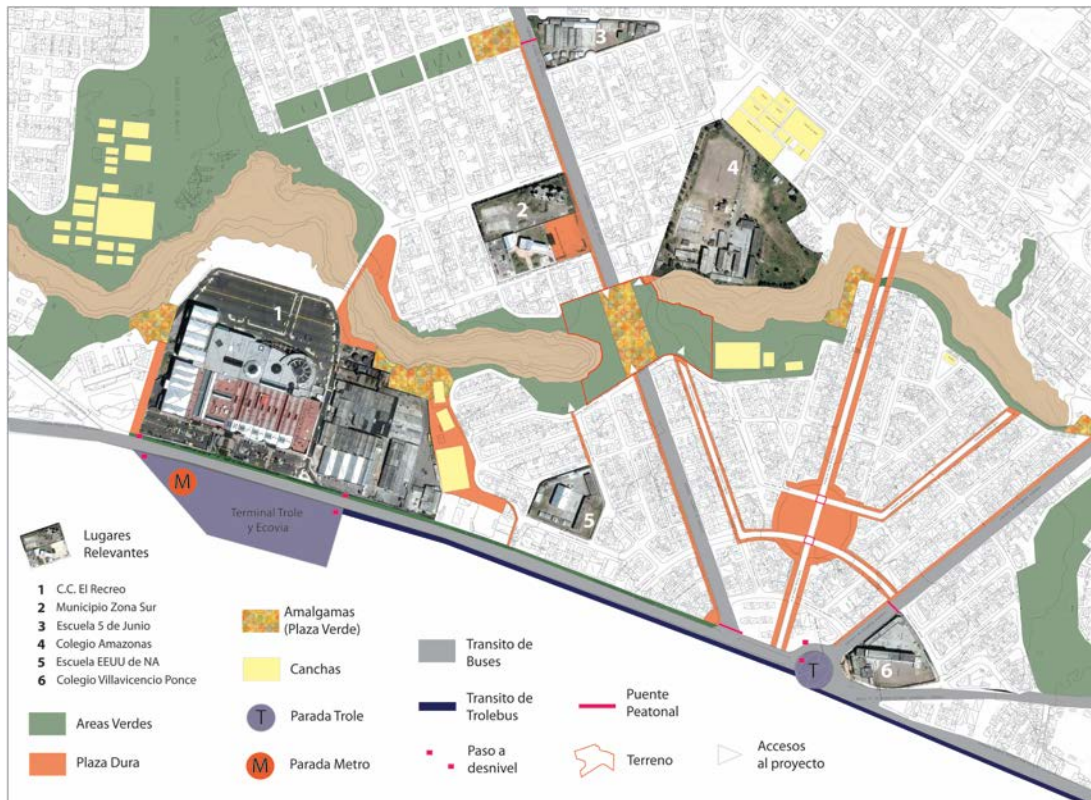 3
4
2
1
M
Terminal Trole
y Ecovia
5
T
6
Lugares
Relevantes
1 C.C. El Recreo
2 Municipio Zona Sur
3 Escuela 5 de Junio
4 Colegio Amazonas
5 Escuela EEUU de NA
6 Colegio Villavicencio Ponce
Areas Verdes
Plaza Dura
Amalgamas
(Plaza Verde)
Canchas
T Parada Trole
M Parada Metro
Transito de
Buses
Transito de
Trolebus
Paso a
desnivel
Puente
Peatonal
Terreno
Accesos
al proyecto